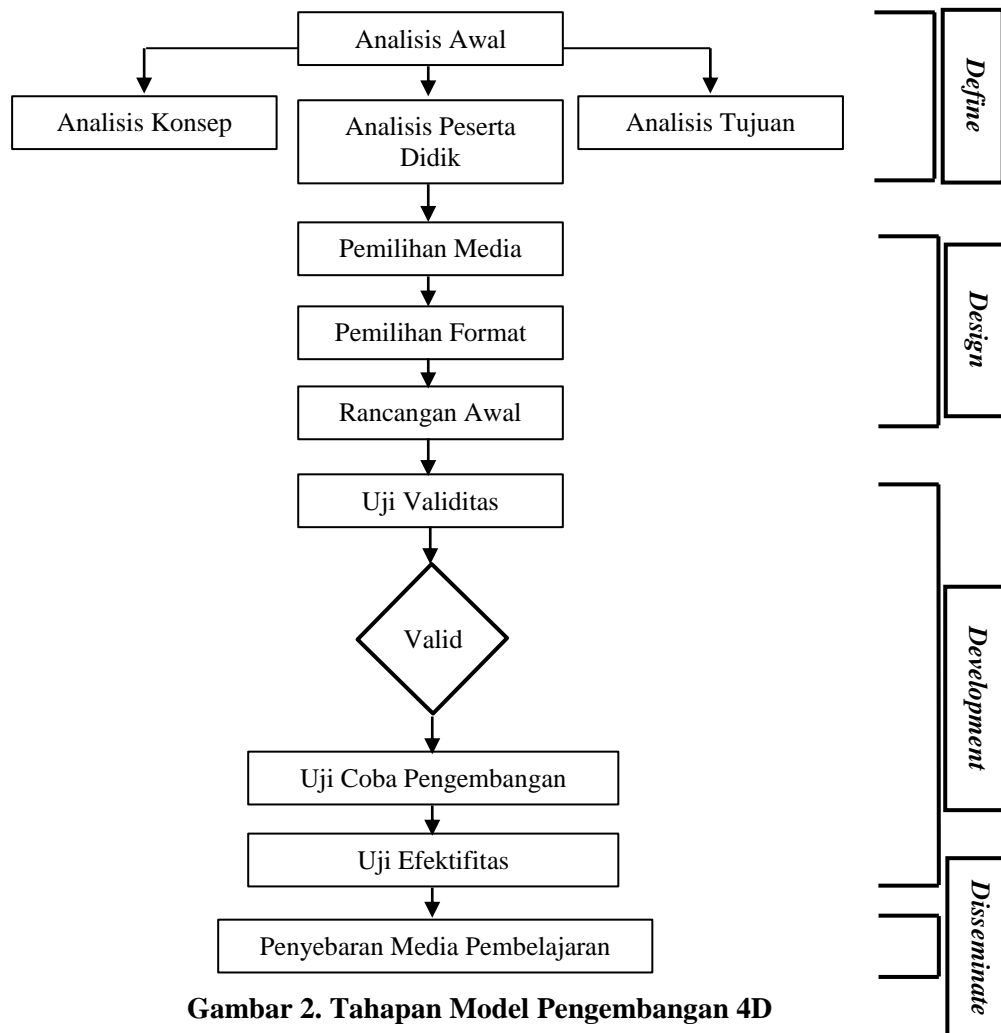 Analisis Awal
Define
Analisis Konsep
Analisis Peserta
Didik
Analisis Tujuan
Pemilihan Media
Design
Pemilihan Format
Rancangan Awal
Uji Validitas
Valid
Development
Uji Coba Pengembangan
Uji Efektifitas
Disseminate
Penyebaran Media Pembelajaran
Gambar 2. Tahapan Model Pengembangan 4D